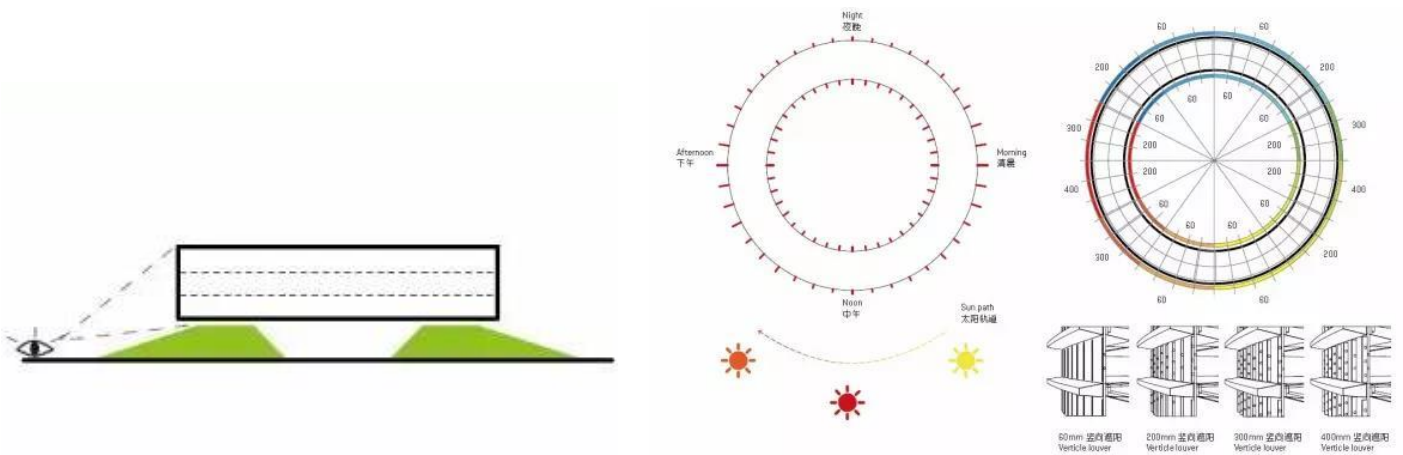 Night
夜晚
Afternoon
下午
Morning
清晨
Noon
中午
Sun path
太阳轨道
60 60
200 200
60 60
60 60
300 300
200 200
200 200
400 400
60 60
60 60
300 200
60 60
60mm 竖向遮阳
Verticle louver
200mm 竖向遮阳
Verticle louver
300mm 竖向遮阳
Verticle louver
400mm 竖向遮阳
Verticle louver